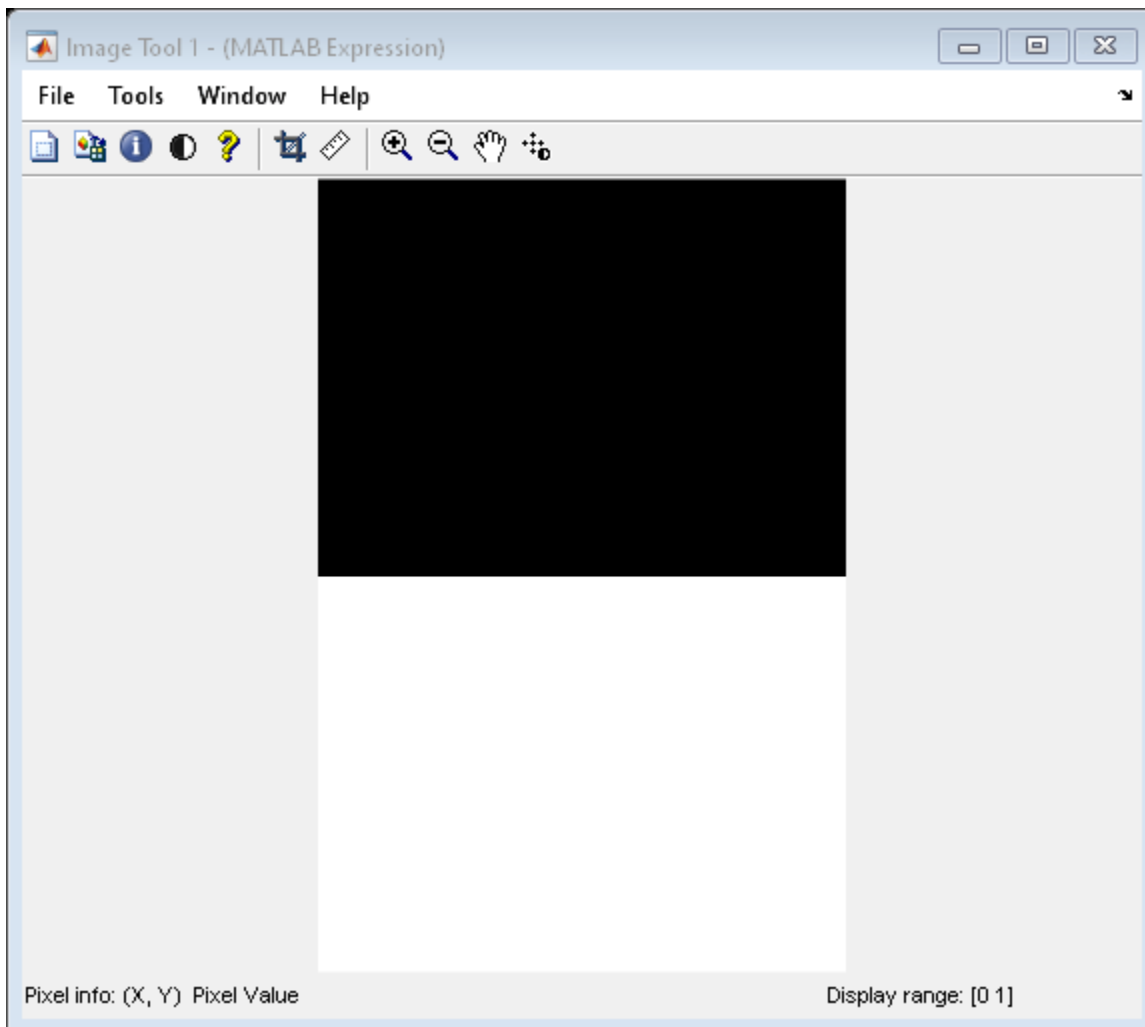 Image Tool 1 - (MATLAB Expression)
File Tools Window Help
Pixel info: (X, Y) Pixel Value
Display range: [0 1]